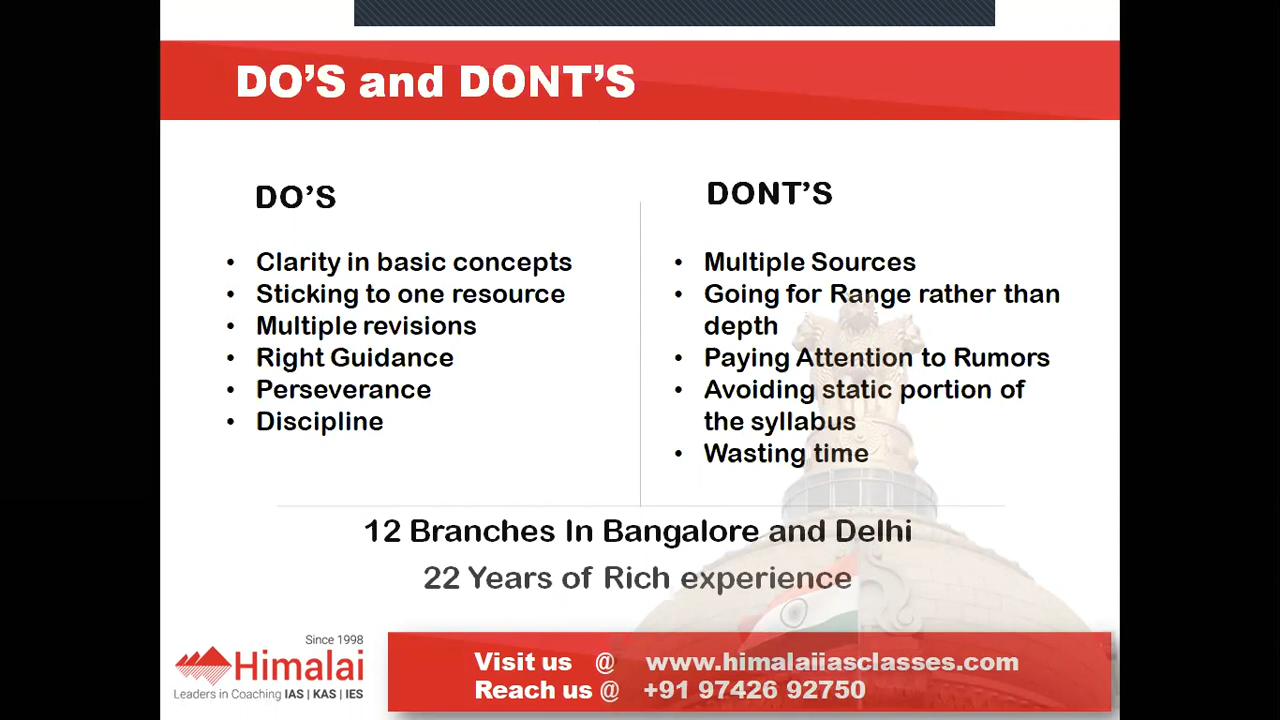 DO'S and DONT'S
DO'S
• Clarity in basic concepts
• Sticking to one resource
• Multiple revisions
• Right Guidance
• Perseverance
• Discipline
DONT'S
• Multiple Sources
• Going for Range rather than
depth
• Paying Attention to Rumors
• Avoiding static portion of
the syllabus
• Wasting time
12 Branches In Bangalore and Delhi
22 Years of Rich experience
Since 1998
Himalai
Leaders in Coaching IAS | KAS | IES
Visit us @ www.himalaiiasclasses.com
Reach us @ +91 97426 92750